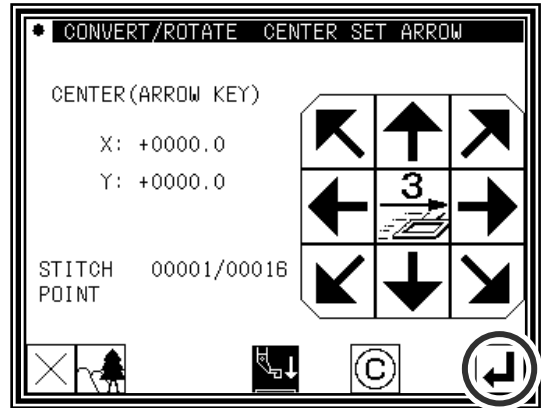 CONVERT/ROTATE CENTER SET ARROW
CENTER(ARROW KEY)
X: +0000.0
Y: +0000.0
3
STITCH 00001/00016
POINT
C